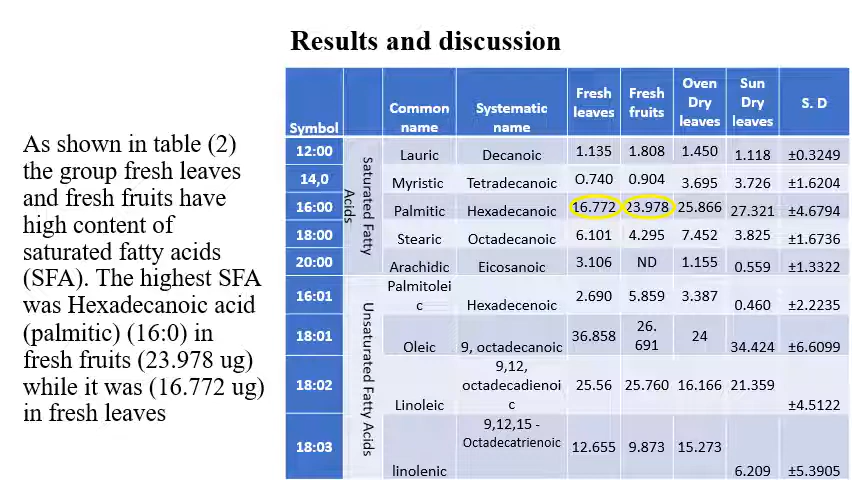 Results and discussion
As shown in table (2)
the group fresh leaves
and fresh fruits have
high content of
saturated fatty acids
(SFA). The highest SFA
was Hexadecanoic acid
(palmitic) (16:0) in
fresh fruits (23.978 ug)
while it was (16.772 ug)
in fresh leaves
Symbol Common name Systematic name Fresh leaves Fresh fruits Oven Dry leaves Sun Dry leaves S. D
Saturated Fatty Acids
12:00 Lauric Decanoic 1.135 1.808 1.450 1.118 ±0.3249
14,0 Myristic Tetradecanoic O.740 0.904 3.695 3.726 ±1.6204
16:00 Palmitic Hexadecanoic 16.772 23.978 25.866 27.321 ±4.6794
18:00 Stearic Octadecanoic 6.101 4.295 7.452 3.825 ±1.6736
20:00 Arachidic Eicosanoic 3.106 ND 1.155 0.559 ±1.3322
Unsaturated Fatty Acids
16:01 Palmitoleic Hexadecenoic 2.690 5.859 3.387 0.460 ±2.2235
18:01 Oleic 9, octadecanoic 36.858 26. 691 24 34.424 ±6.6099
18:02 Linoleic 9,12, octadecadienoic 25.56 25.760 16.166 21.359 ±4.5122
18:03 linolenic 9,12,15 - Octadecatrienoic 12.655 9.873 15.273 6.209 ±5.3905